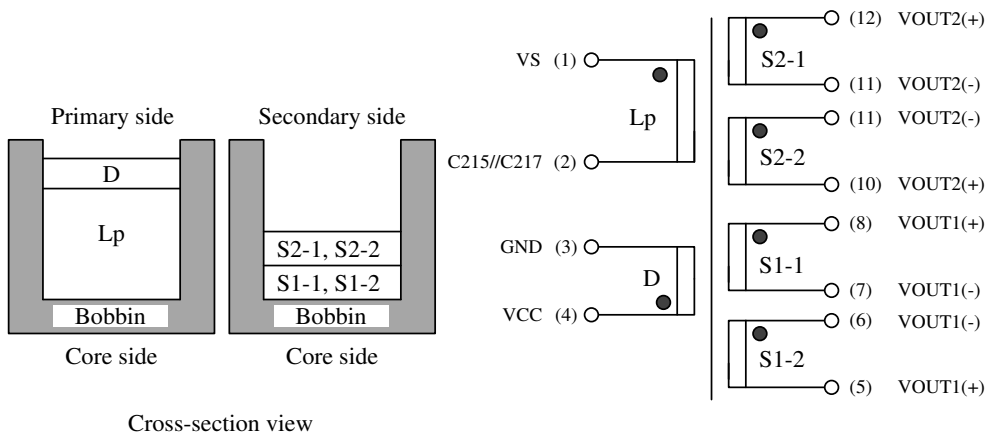 Primary side
D
Lp
Bobbin
Core side
Secondary side
S2-1, S2-2
S1-1, S1-2
Bobbin
Core side
Cross-section view
VS (1)
Lp
C215//C217 (2)
GND (3)
D
VCC (4)
(12) VOUT2(+)
S2-1
(11) VOUT2(-)
(11) VOUT2(-)
S2-2
(10) VOUT2(+)
(8) VOUT1(+)
S1-1
(7) VOUT1(-)
(6) VOUT1(-)
S1-2
(5) VOUT1(+)